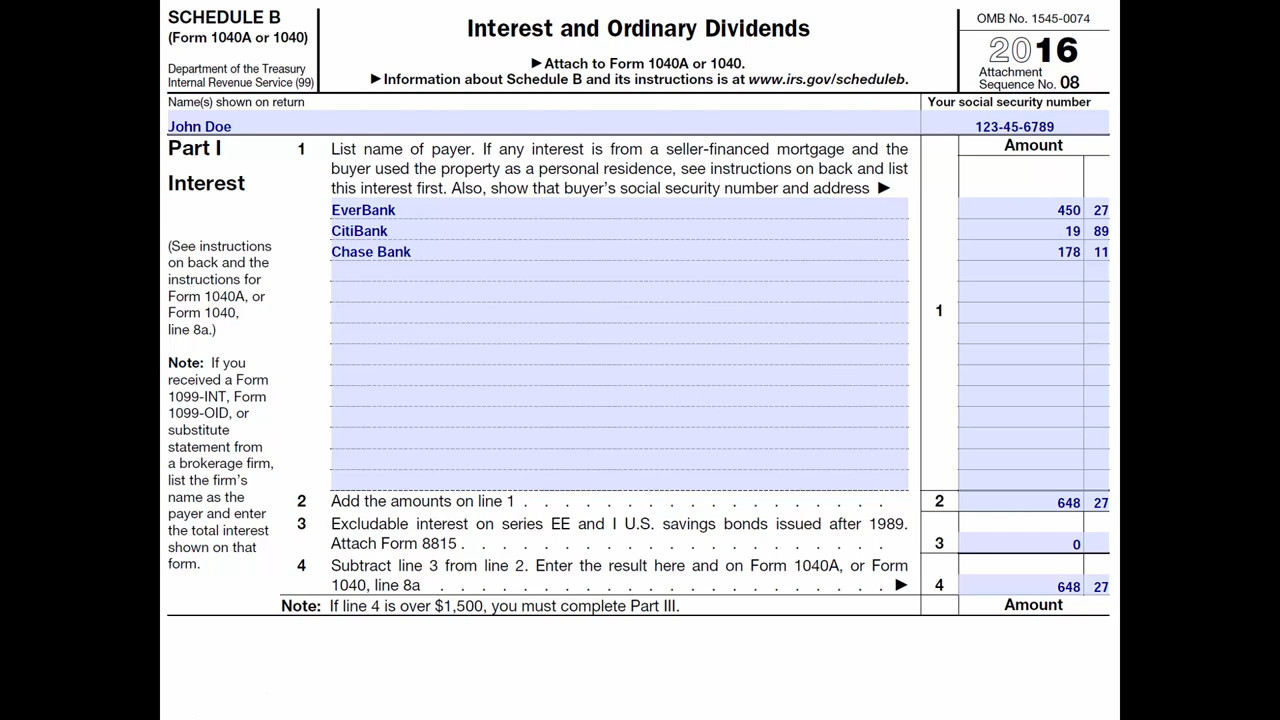 SCHEDULE B
(Form 1040A or 1040)
Department of the Treasury
Internal Revenue Service (99)
Interest and Ordinary Dividends
▶Attach to Form 1040A or 1040.
▶Information about Schedule B and its instructions is at www.irs.gov/scheduleb.
OMB No. 1545-0074
2016
Attachment
Sequence No. 08
Name(s) shown on return
Your social security number
John Doe
123-45-6789
Part I
Interest
(See instructions
on back and the
instructions for
Form 1040A, or
Form 1040,
line 8a.)
Note: If you
received a Form
1099-INT, Form
1099-OID, or
substitute
statement from
a brokerage firm,
list the firm's
name as the
payer and enter
the total interest
shown on that
form.
1 List name of payer. If any interest is from a seller-financed mortgage and the
buyer used the property as a personal residence, see instructions on back and list
this interest first. Also, show that buyer's social security number and address ▶
Amount
EverBank 450 27
CitiBank 19 89
Chase Bank 178 11
1
2 Add the amounts on line 1 . . . . . . . . . . . . . . . . . . 2 648 27
3 Excludable interest on series EE and I U.S. savings bonds issued after 1989.
Attach Form 8815 . . . . . . . . . . . . . . . . . . . . . 3 0
4 Subtract line 3 from line 2. Enter the result here and on Form 1040A, or Form
1040, line 8a . . . . . . . . . . . . . . . . . . . . . . ▶ 4 648 27
Note: If line 4 is over $1,500, you must complete Part III. Amount